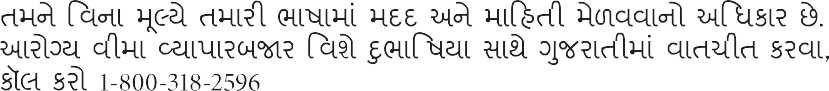 તમને વિના મૂલ્યે તમારી ભાષામાં મદદ અને માહિતી મેળવવાનો અધિકાર છે.
આરોગ્ય વીમા વ્યાપારબજાર વિશે દુભાષિયા સાથે ગુજરાતીમાં વાતચીત કરવા,
કૉલ કરો 1-800-318-2596